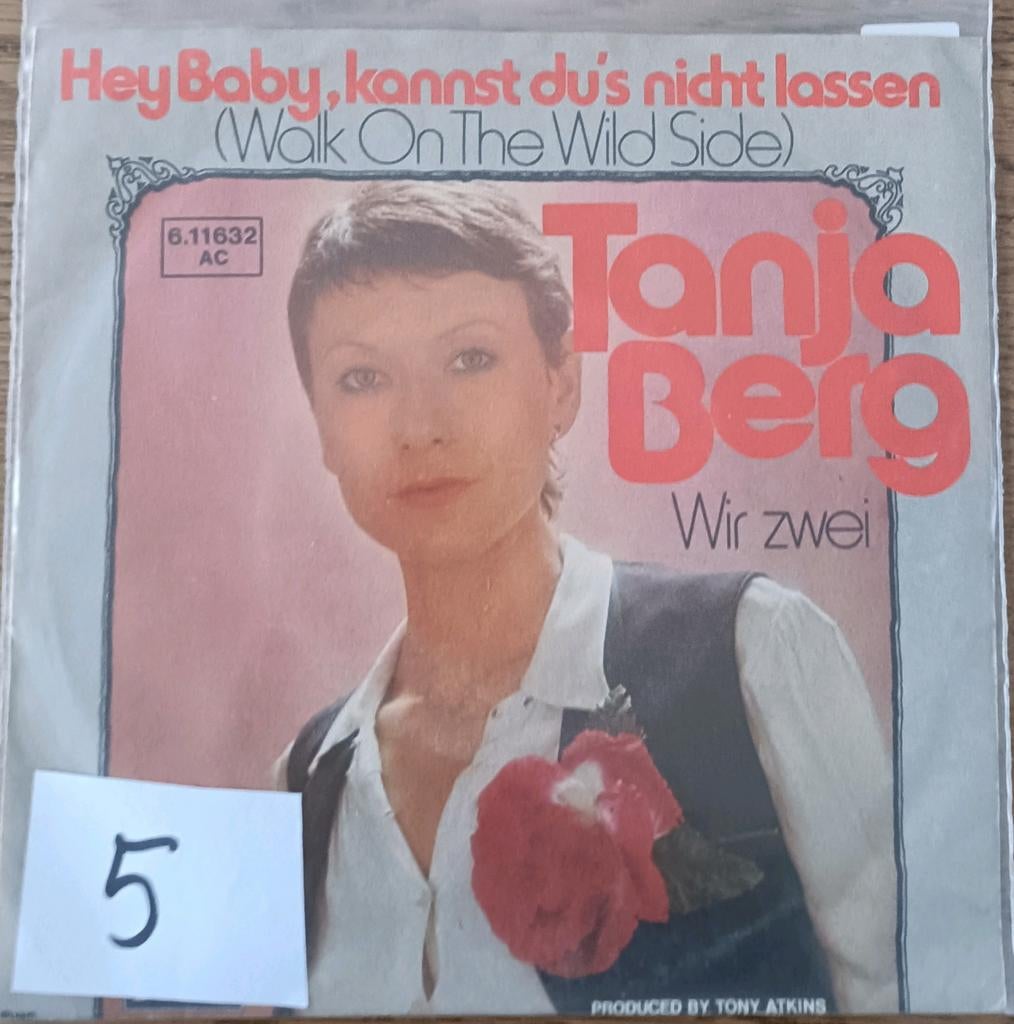 Hey Baby, kannst du's nicht lassen
(Walk On The Wild Side)
6.11632
AC
Tanja
Berg
Wir zwei
5
PRODUCED BY TONY ATKINS